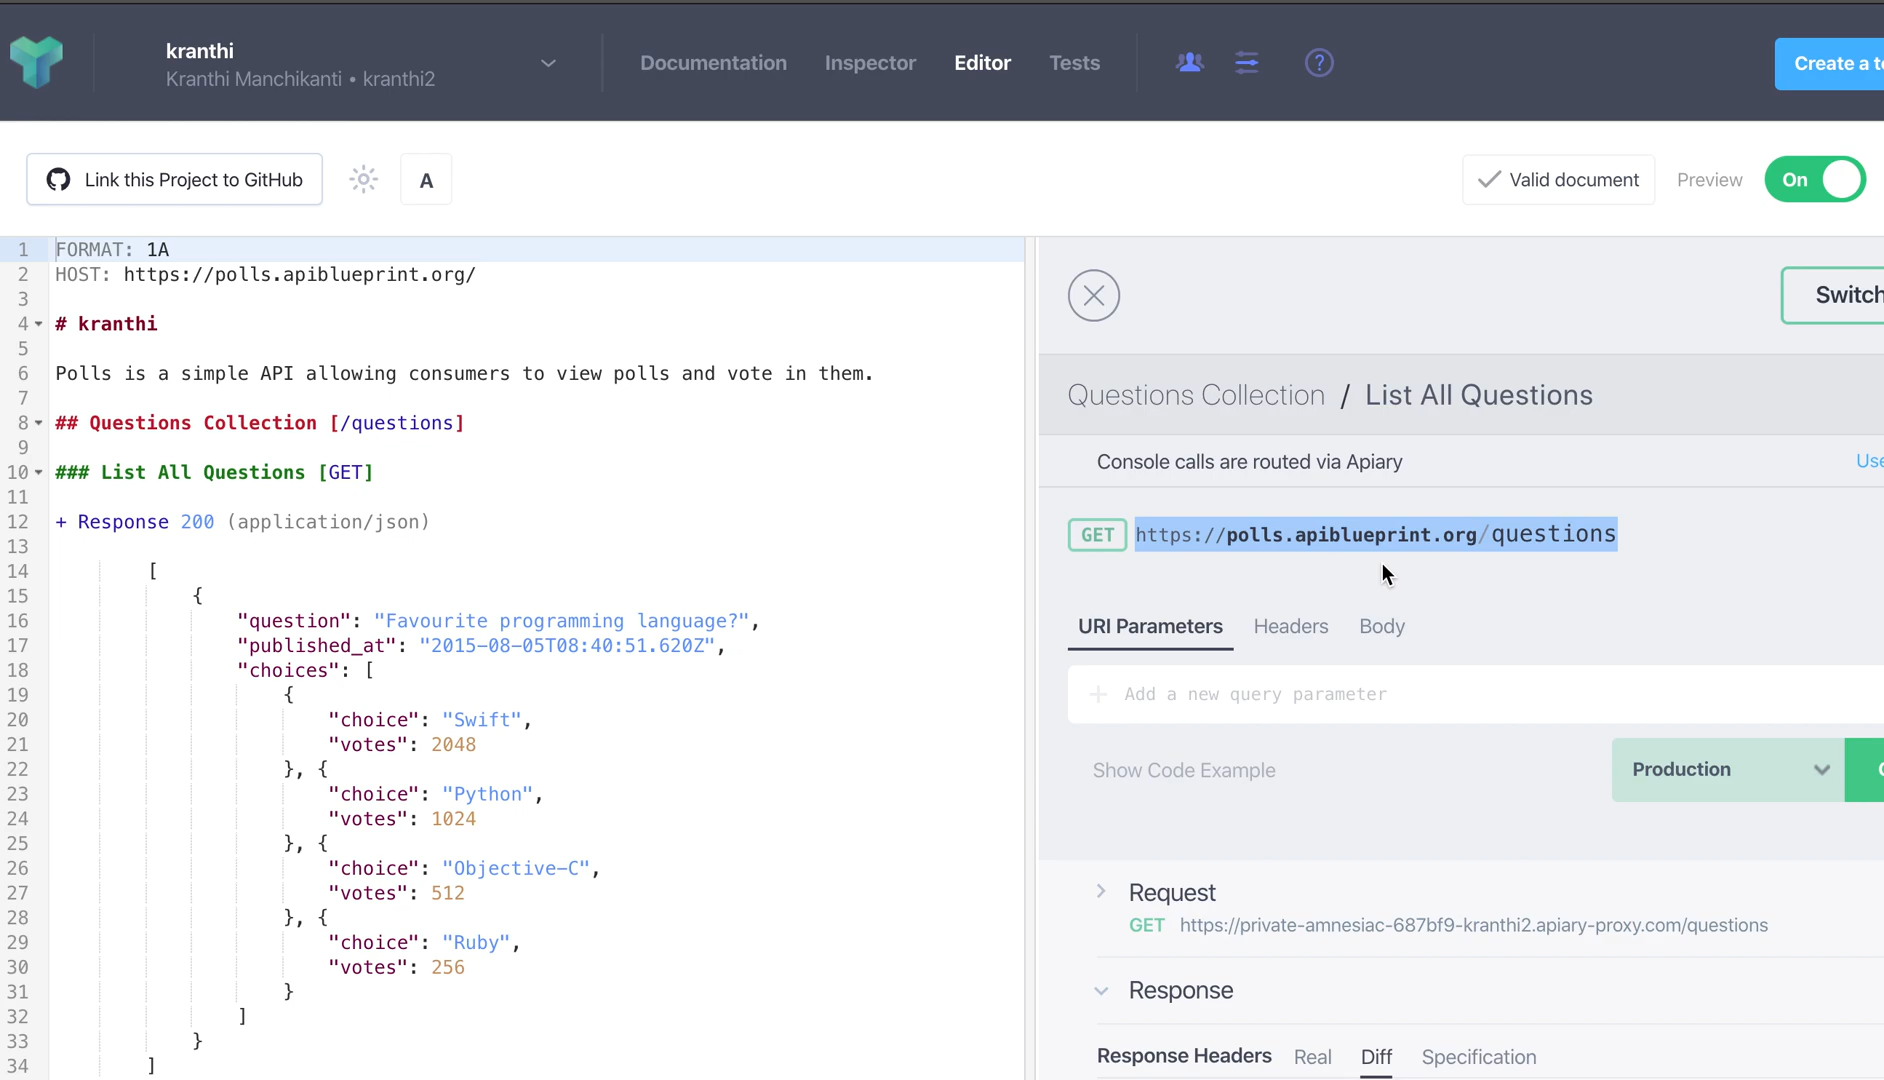 kranthi
Kranthi Manchikanti • kranthi2
Documentation
Inspector
Editor
Tests
?
Create a t
Link this Project to GitHub
A
Valid document
Preview
On
1 FORMAT: 1A
2 HOST: https://polls.apiblueprint.org/
3
4 # kranthi
5
6 Polls is a simple API allowing consumers to view polls and vote in them.
7
8 ## Questions Collection [/questions]
9
10 ### List All Questions [GET]
11
12 + Response 200 (application/json)
13
14 [
15 {
16 "question": "Favourite programming language?",
17 "published_at": "2015-08-05T08:40:51.620Z",
18 "choices": [
19 {
20 "choice": "Swift",
21 "votes": 2048
22 }, {
23 "choice": "Python",
24 "votes": 1024
25 }, {
26 "choice": "Objective-C",
27 "votes": 512
28 }, {
29 "choice": "Ruby",
30 "votes": 256
31 }
32 ]
33 }
34 ]
Switch
Questions Collection / List All Questions
Console calls are routed via Apiary
Use
GET https://polls.apiblueprint.org/questions
URI Parameters
Headers
Body
+ Add a new query parameter
Show Code Example
Production
Request
GET https://private-amnesiac-687bf9-kranthi2.apiary-proxy.com/questions
Response
Response Headers
Real
Diff
Specification